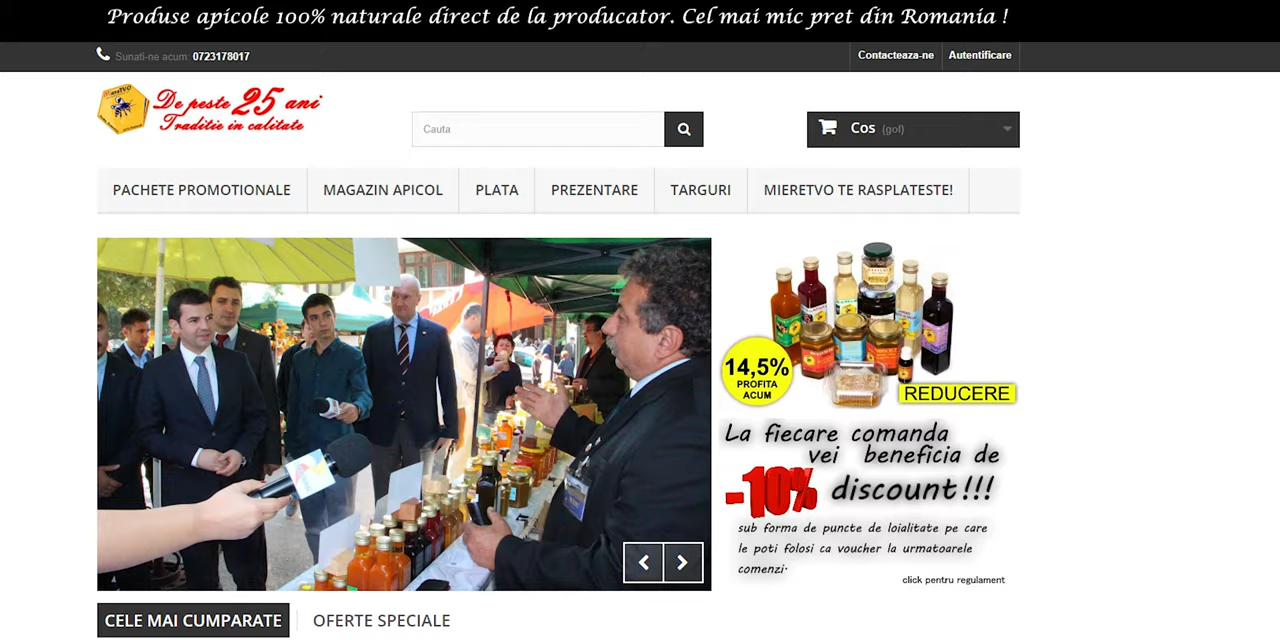 Produse apicole 100% naturale direct de la producator. Cel mai mic pret din Romania !
Sunati-ne acum: 0723178017
Contacteaza-ne
Autentificare
De peste 25 ani
Traditie in calitate
Cauta
Cos (gol)
PACHETE PROMOTIONALE
MAGAZIN APICOL
PLATA
PREZENTARE
TARGURI
MIERETVO TE RASPLATESTE!
14,5%
PROFITA
ACUM
REDUCERE
La fiecare comanda
vei beneficia de
-10% discount!!!
sub forma de puncte de loialitate pe care
le poti folosi ca voucher la urmatoarele
comenzi.
click pentru regulament
CELE MAI CUMPARATE
OFERTE SPECIALE